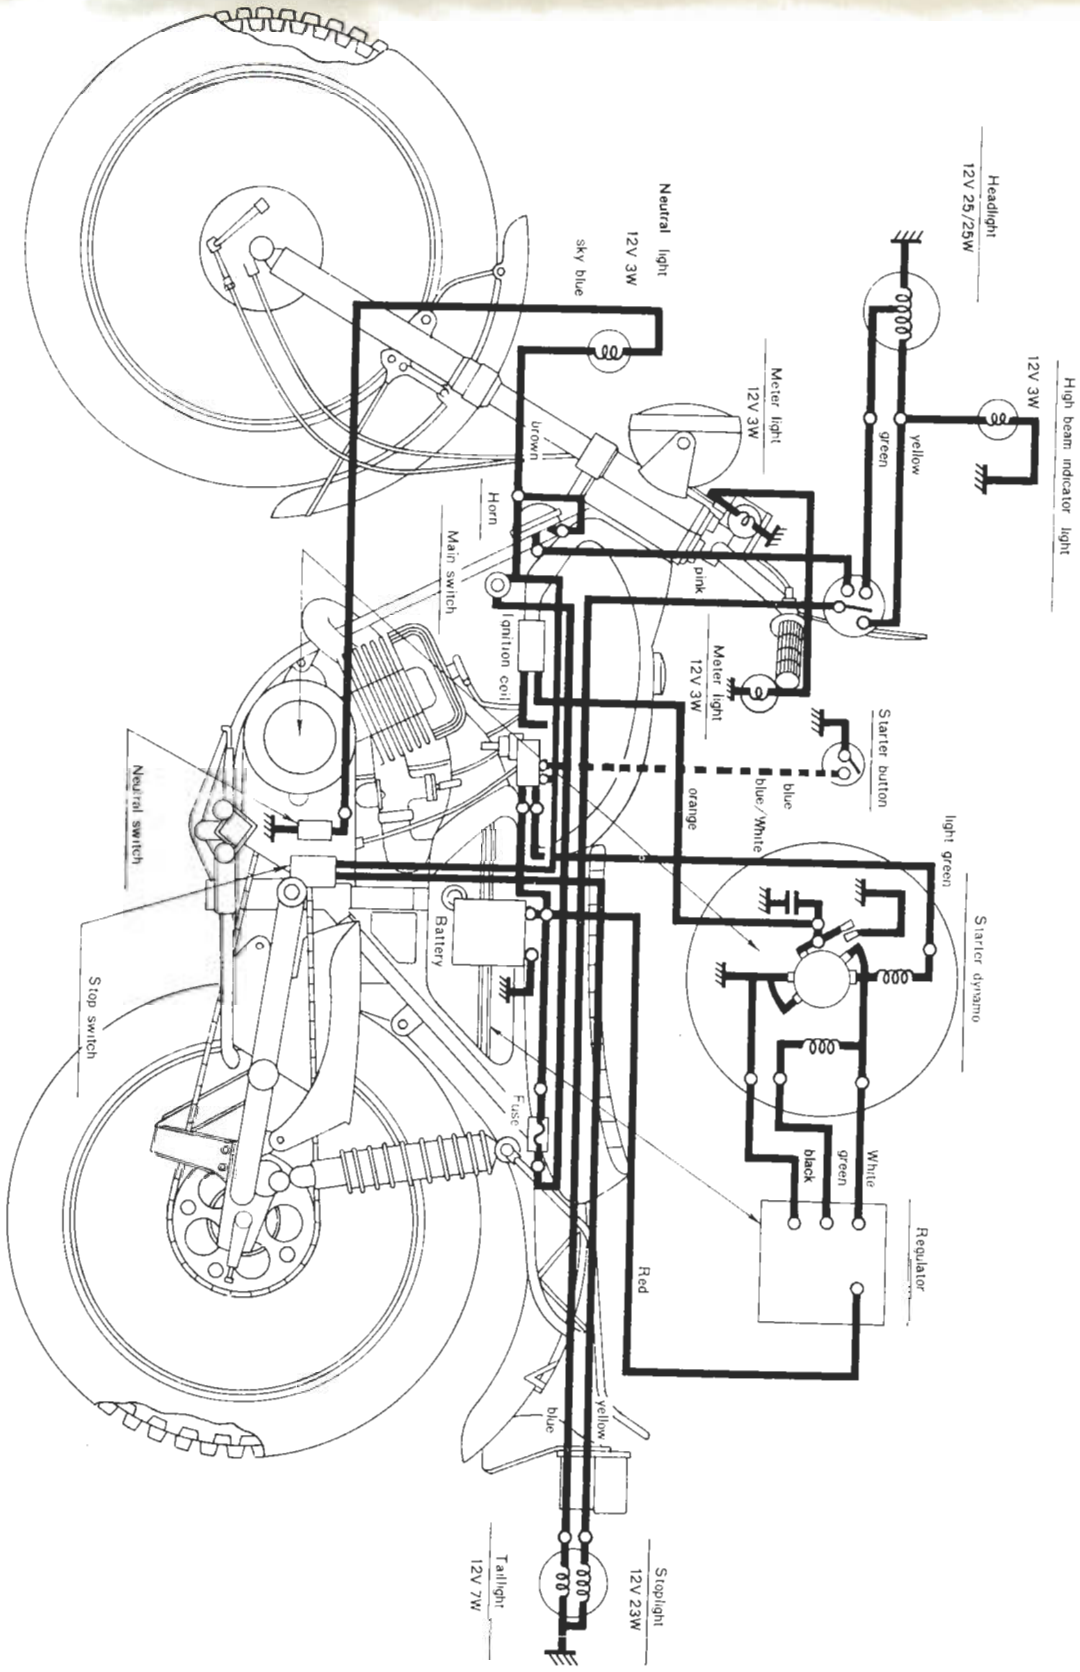 High beam indicator light
12V 3W
Headlight
12V 25/25W
yellow
green
Meter light
12V 3W
Neutral light
12V 3W
sky blue
brown
Horn
Main switch
pink
Ignition coil
Meter light
12V 3W
Starter button
blue
blue/White
orange
light green
Starter dynamo
Neutral switch
Stop switch
Battery
Fuse
White
green
black
Regulator
Red
yellow
blue
Stoplight
12V 23W
Taillight
12V 7W